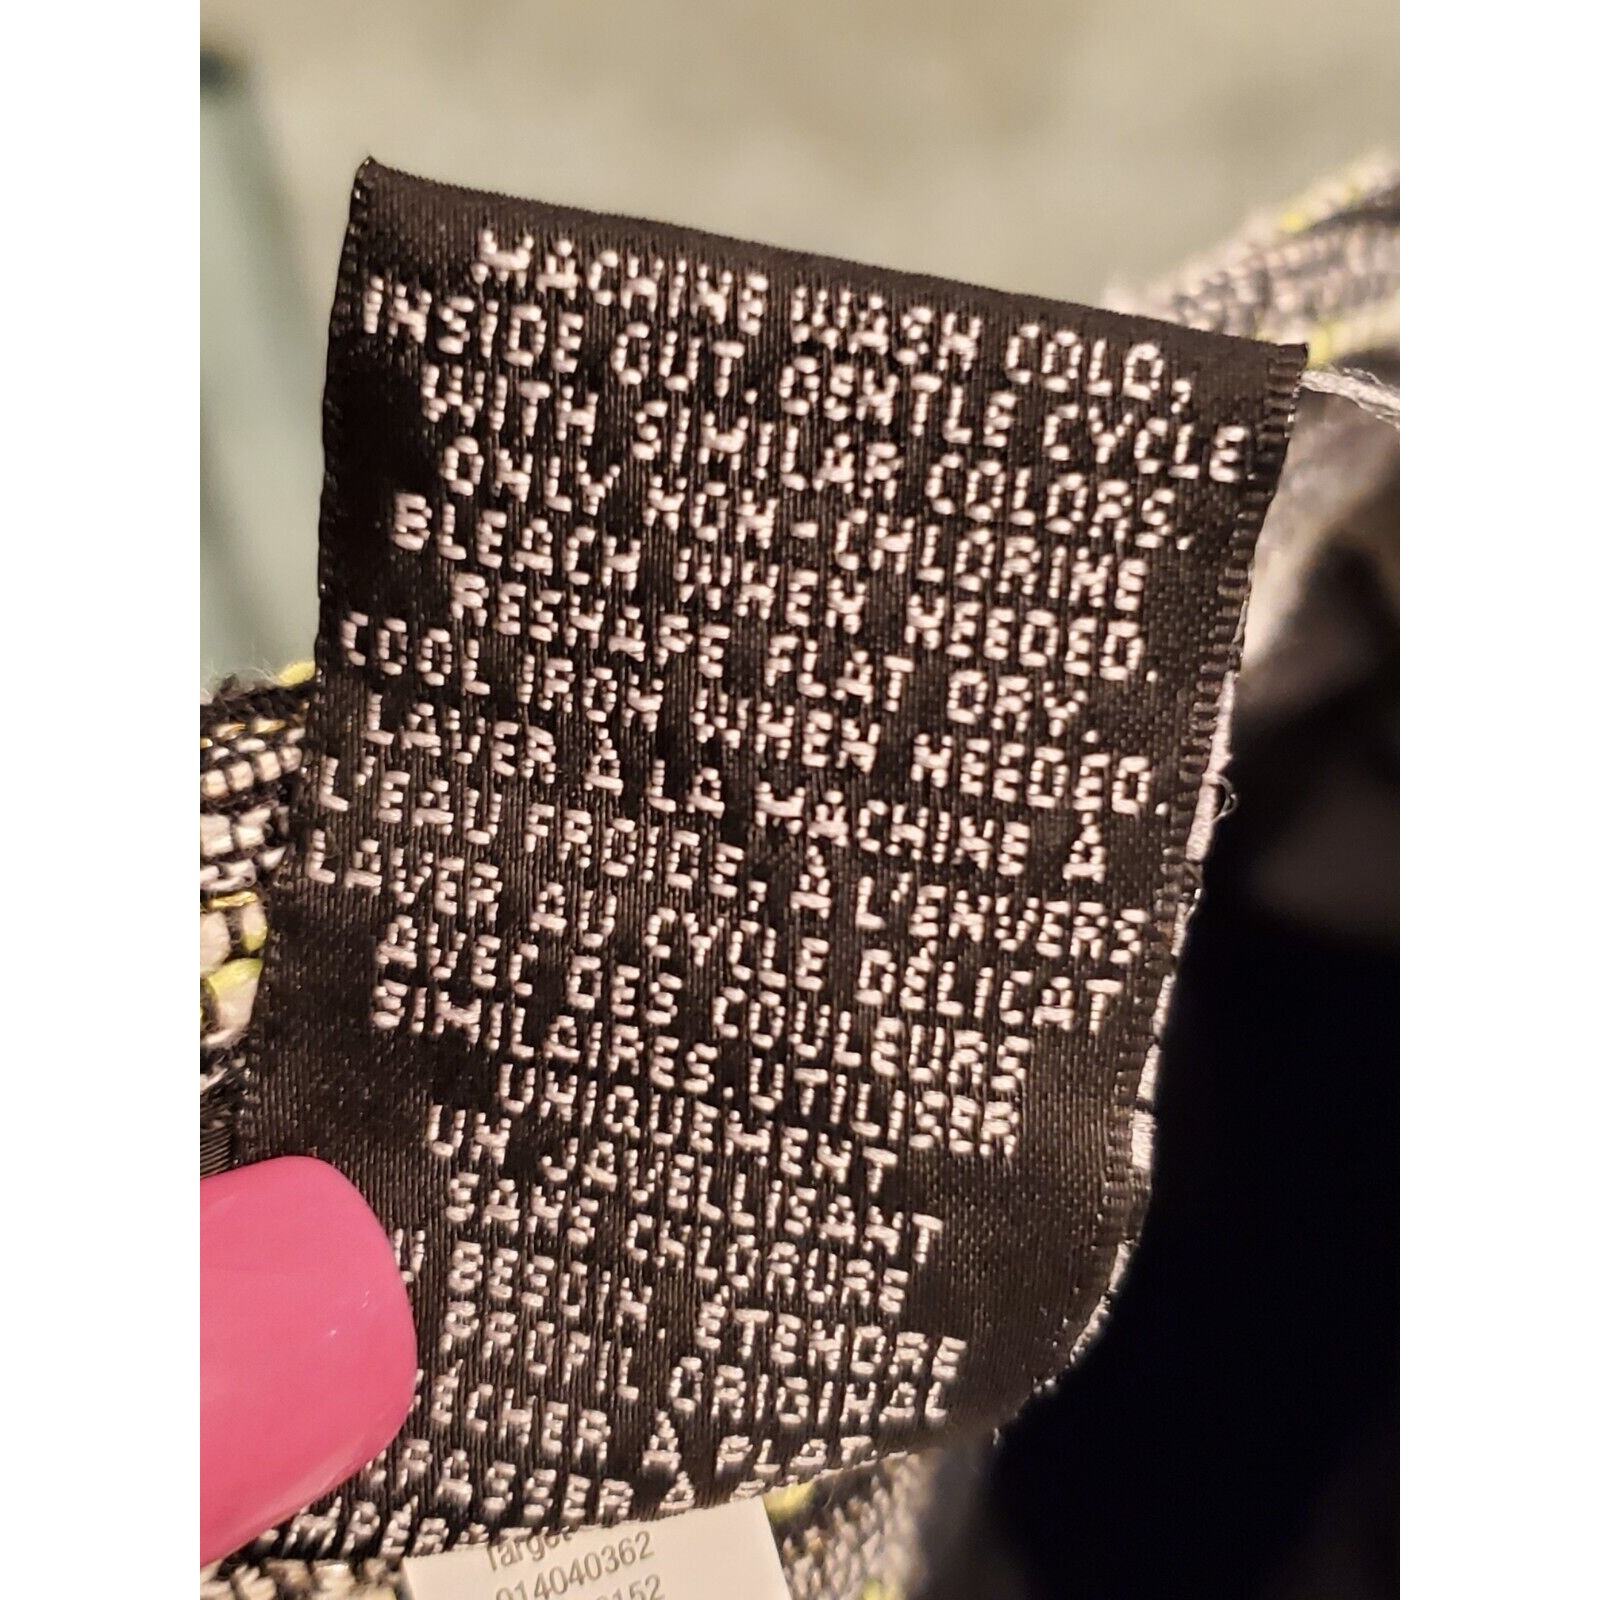 MACHINE WASH COLD,
INSIDE OUT, GENTLE CYCLE
WITH SIMILAR COLORS,
ONLY NON-CHLORINE
BLEACH WHEN NEEDED.
RESHAPE FLAT DRY.
COOL IRON WHEN NEEDED.
LAVER À LA MACHINE À
L'EAU FROIDE, À L'ENVERS
LAVER AU CYCLE DÉLICAT
AVEC DES COULEURS
SIMILAIRES.UTILISER
UNIQUEMENT
UN JAVELLISANT
SANS CHLORURE
BESOIN. ÉTENDRE
PROFIL ORIGINAL
À PLAT
Target
014040362